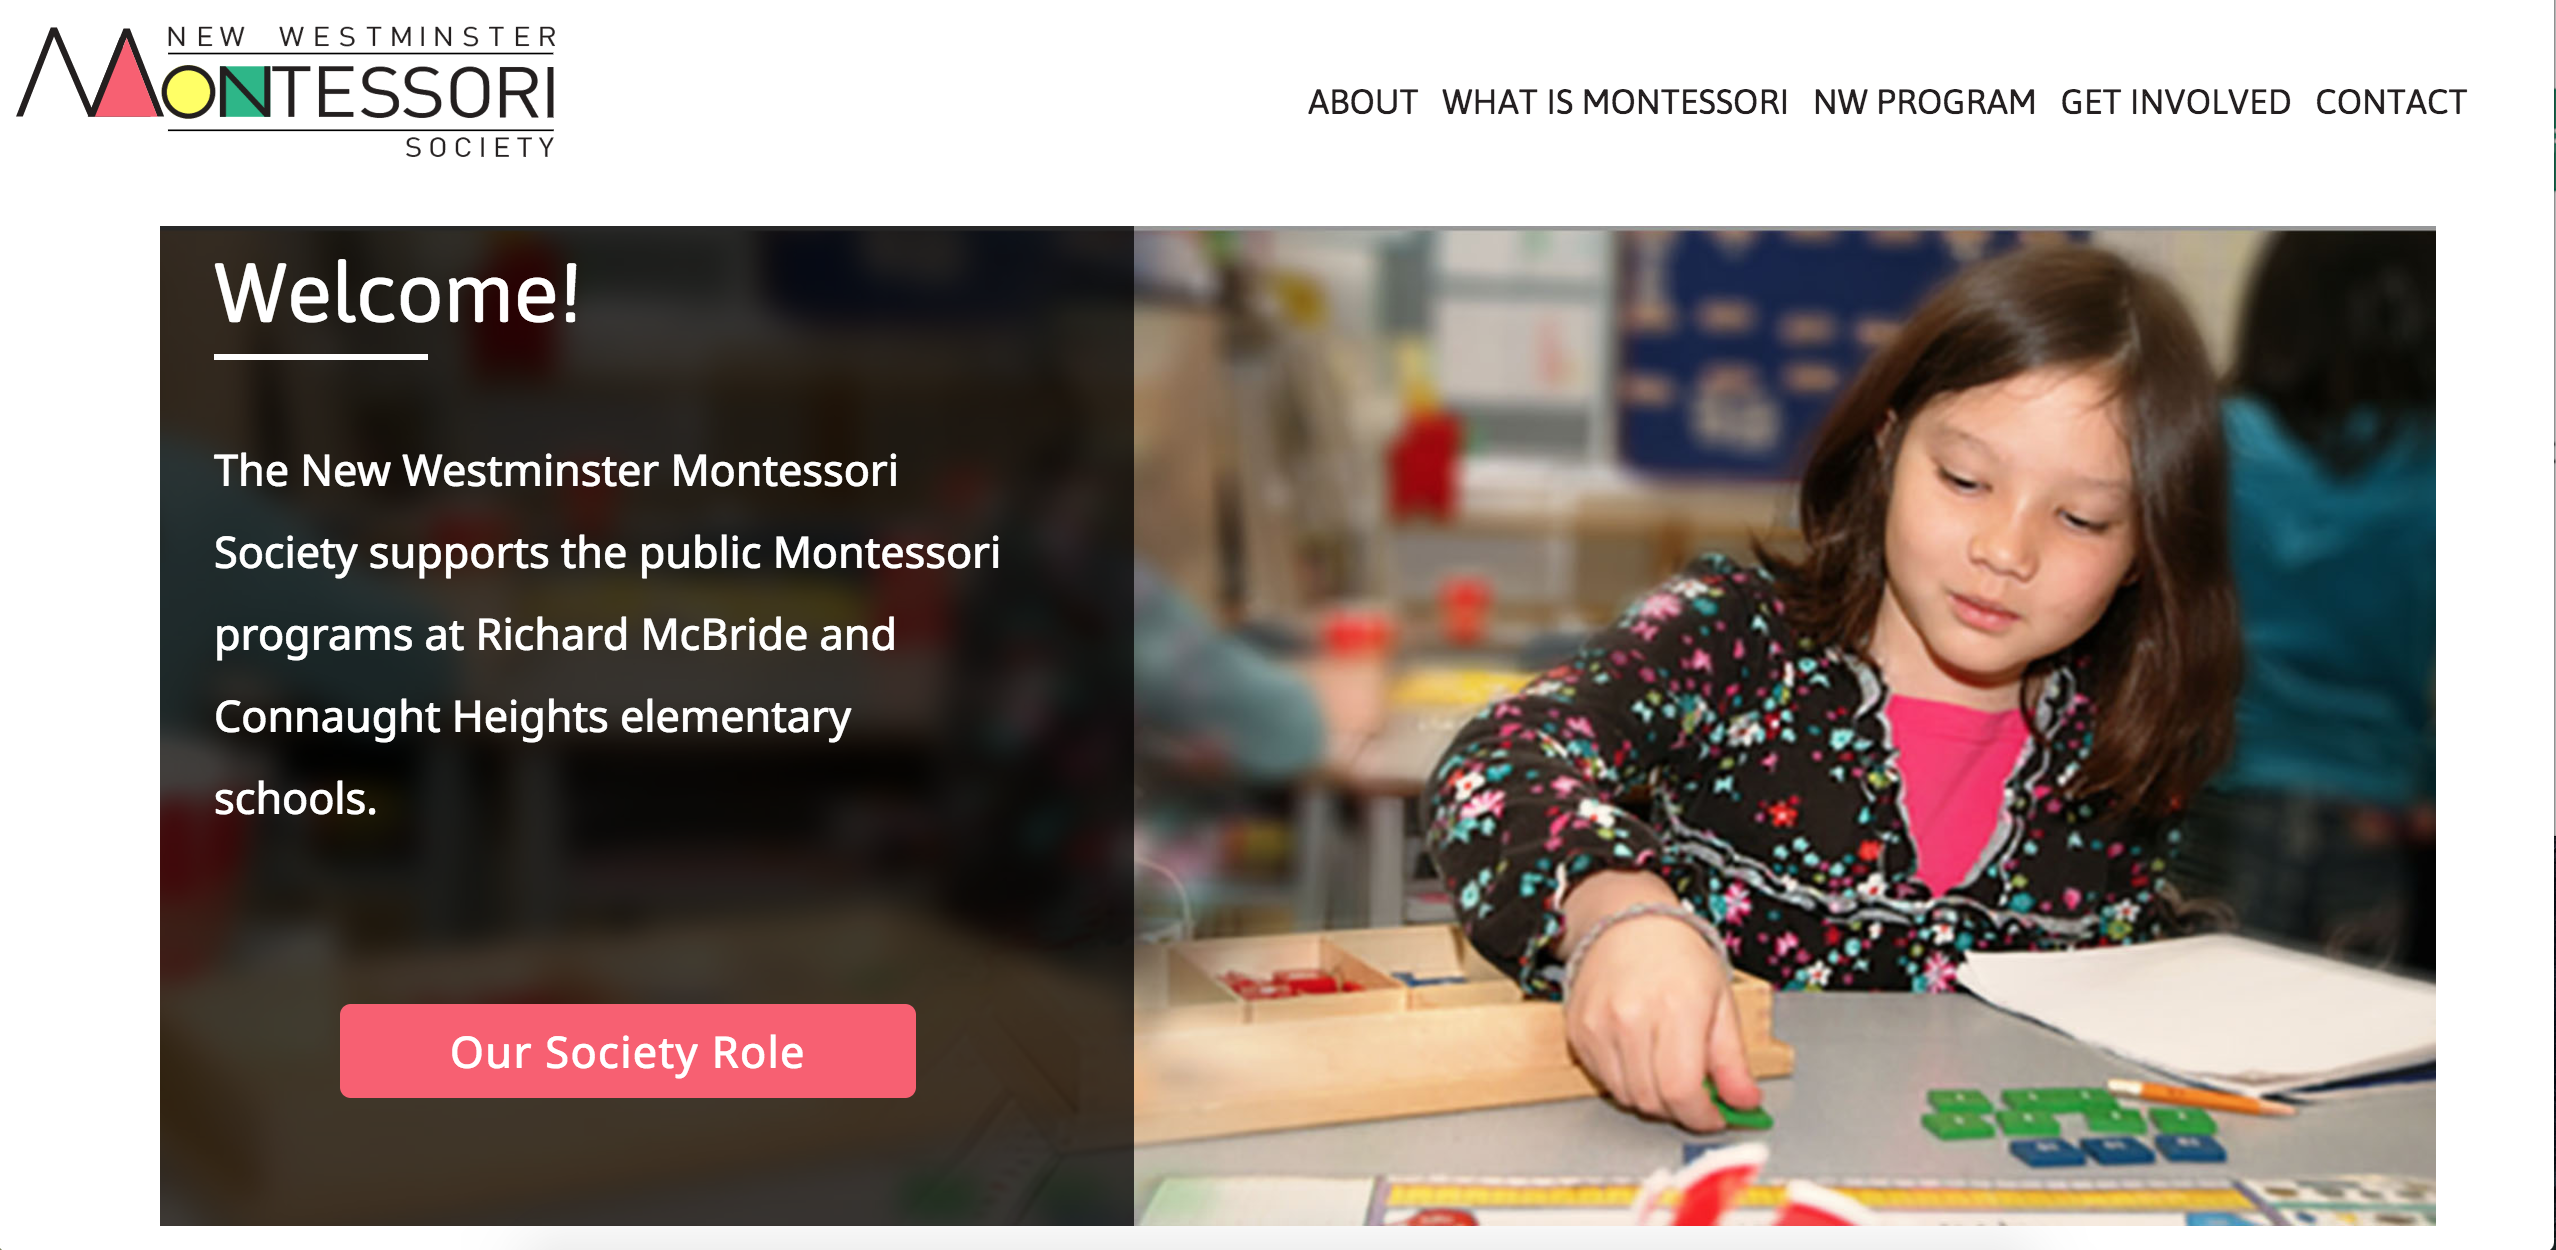 NEW WESTMINSTER
MONTESSORI
SOCIETY
ABOUT WHAT IS MONTESSORI NW PROGRAM GET INVOLVED CONTACT
Welcome!
The New Westminster Montessori
Society supports the public Montessori
programs at Richard McBride and
Connaught Heights elementary
schools.
Our Society Role